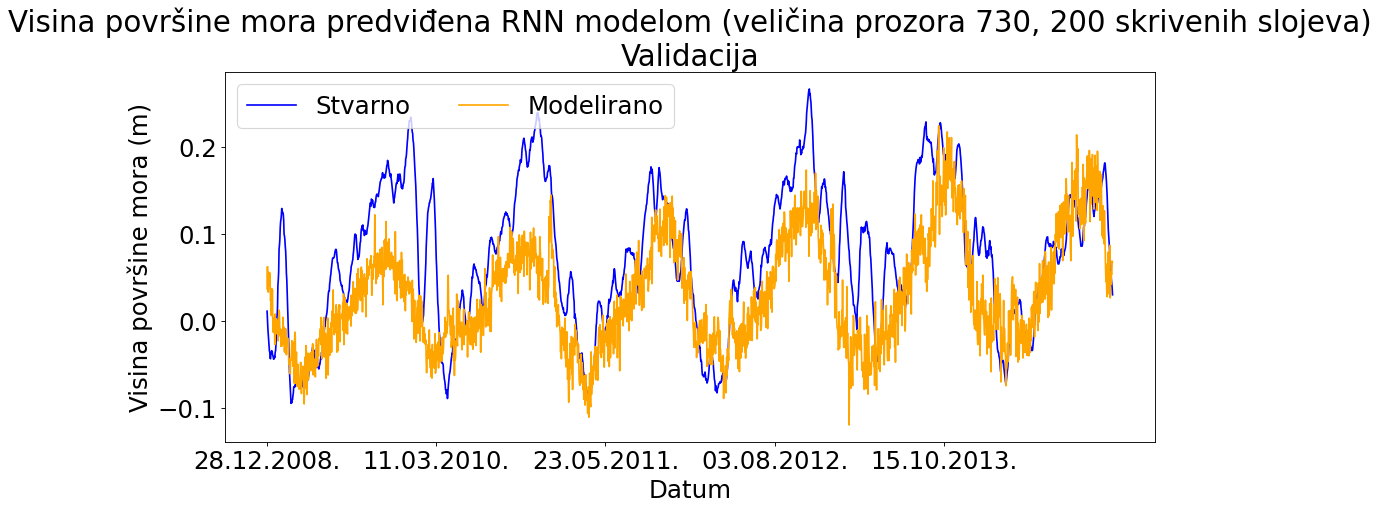 Visina površine mora predviđena RNN modelom (veličina prozora 730, 200 skrivenih slojeva)
Validacija
Stvarno
Modelirano
Visina površine mora (m)
0.2
0.1
0.0
−0.1
28.12.2008.
11.03.2010.
23.05.2011.
03.08.2012.
15.10.2013.
Datum